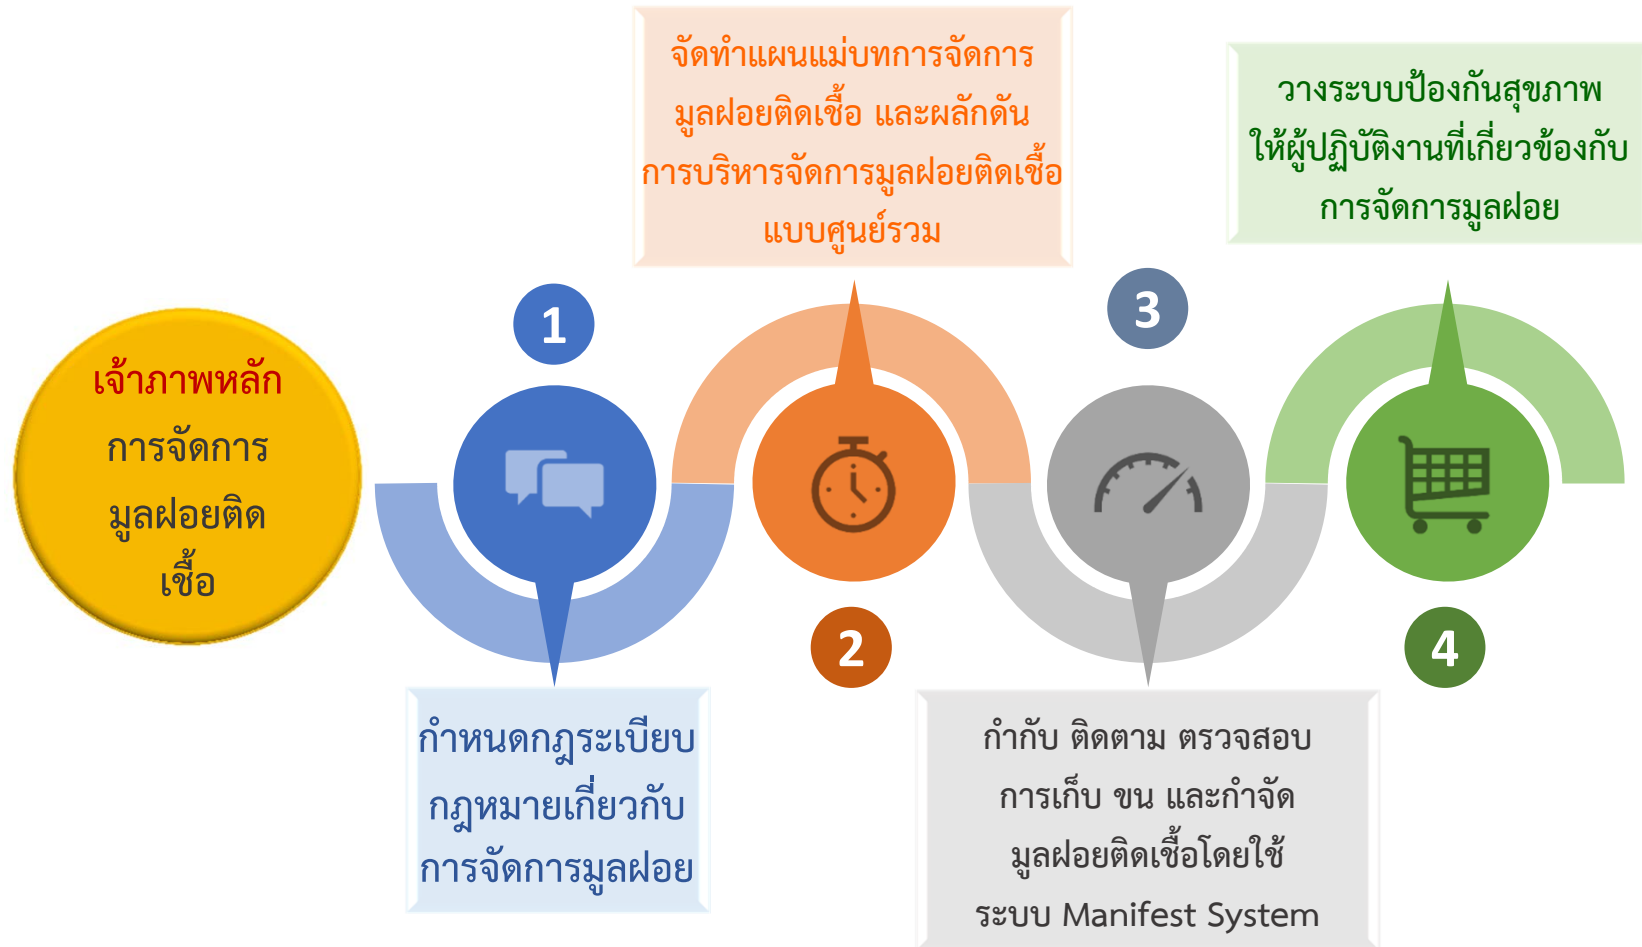 เจ้าภาพหลัก
การจัดการ
มูลฝอยติด
เชื้อ
1
กำหนดกฎระเบียบ
กฎหมายเกี่ยวกับ
การจัดการมูลฝอย
จัดทำแผนแม่บทการจัดการ
มูลฝอยติดเชื้อ และผลักดัน
การบริหารจัดการมูลฝอยติดเชื้อ
แบบศูนย์รวม
2
3
กำกับ ติดตาม ตรวจสอบ
การเก็บ ขน และกำจัด
มูลฝอยติดเชื้อโดยใช้
ระบบ Manifest System
วางระบบป้องกันสุขภาพ
ให้ผู้ปฏิบัติงานที่เกี่ยวข้องกับ
การจัดการมูลฝอย
4